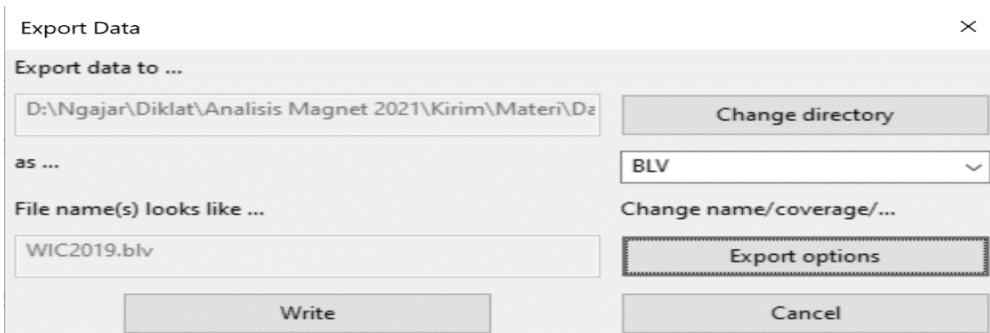 Export Data
Export data to ...
D:\Ngajar\Diklat\Analisis Magnet 2021\Kirim\Materi\Da
Change directory
as ...
BLV
File name(s) looks like ...
Change name/coverage/...
WIC2019.blv
Export options
Write
Cancel